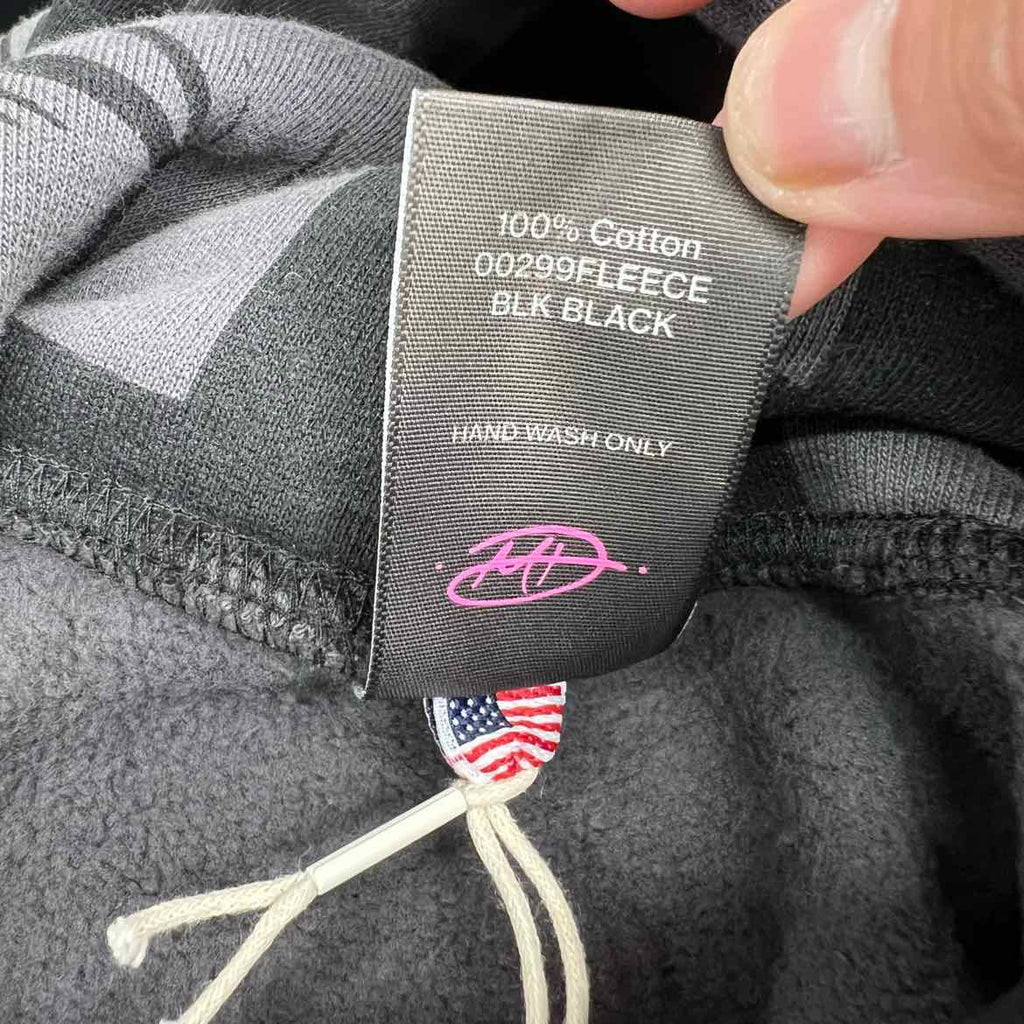 100% Cotton
00299FLEECE
BLK BLACK
HAND WASH ONLY